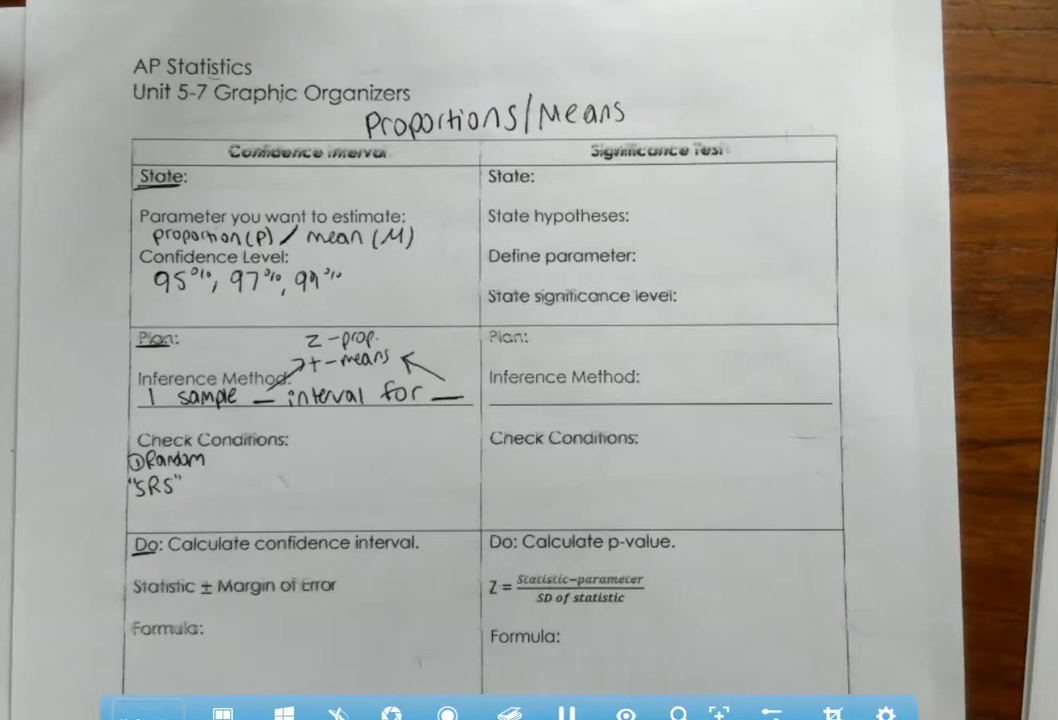 AP Statistics
Unit 5-7 Graphic Organizers
Proportions/Means
Confidence Interval
State:
Parameter you want to estimate:
proportion(p) / mean (M)
Confidence Level:
95%, 97%, 99%
Plan:
z -prop.
t -means
Inference Method:
1 sample _ interval for _
Check Conditions:
①Random
"SRS"
Do: Calculate confidence interval.
Statistic ± Margin of Error
Formula:
Significance Test
State:
State hypotheses:
Define parameter:
State significance level:
Plan:
Inference Method:
Check Conditions:
Do: Calculate p-value.
Z = Statistic-parameter
SD of statistic
Formula: